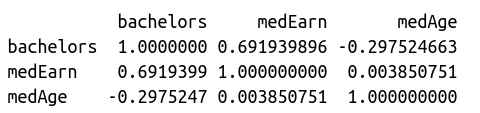 bachelors medEarn medAge
bachelors 1.0000000 0.691939896 -0.297524663
medEarn 0.6919399 1.000000000 0.003850751
medAge -0.2975247 0.003850751 1.000000000